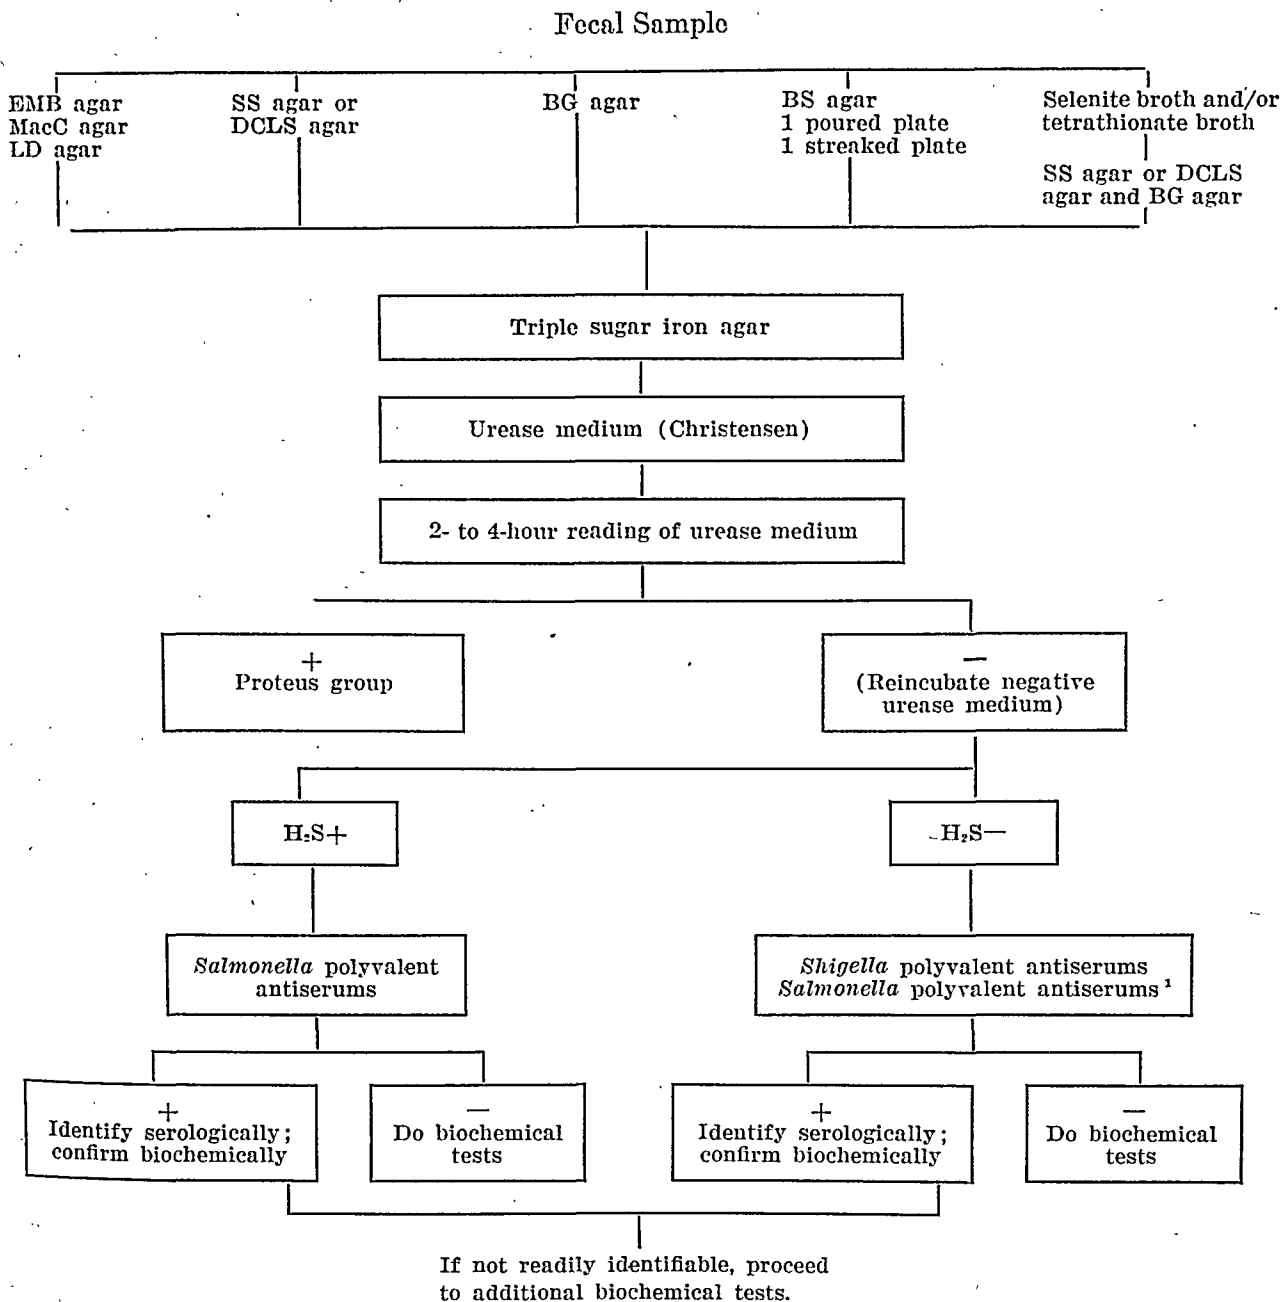 Fecal Sample
EMB agar
MacC agar
LD agar
SS agar or
DCLS agar
BG agar
BS agar
1 poured plate
1 streaked plate
Selenite broth and/or
tetrathionate broth
SS agar or DCLS
agar and BG agar
Triple sugar iron agar
Urease medium (Christensen)
2- to 4-hour reading of urease medium
+
Proteus group
—
(Reincubate negative
urease medium)
H₂S+
H₂S—
Salmonella polyvalent
antiserums
Shigella polyvalent antiserums
Salmonella polyvalent antiserums¹
+
Identify serologically;
confirm biochemically
—
Do biochemical
tests
+
Identify serologically;
confirm biochemically
—
Do biochemical
tests
If not readily identifiable, proceed
to additional biochemical tests.